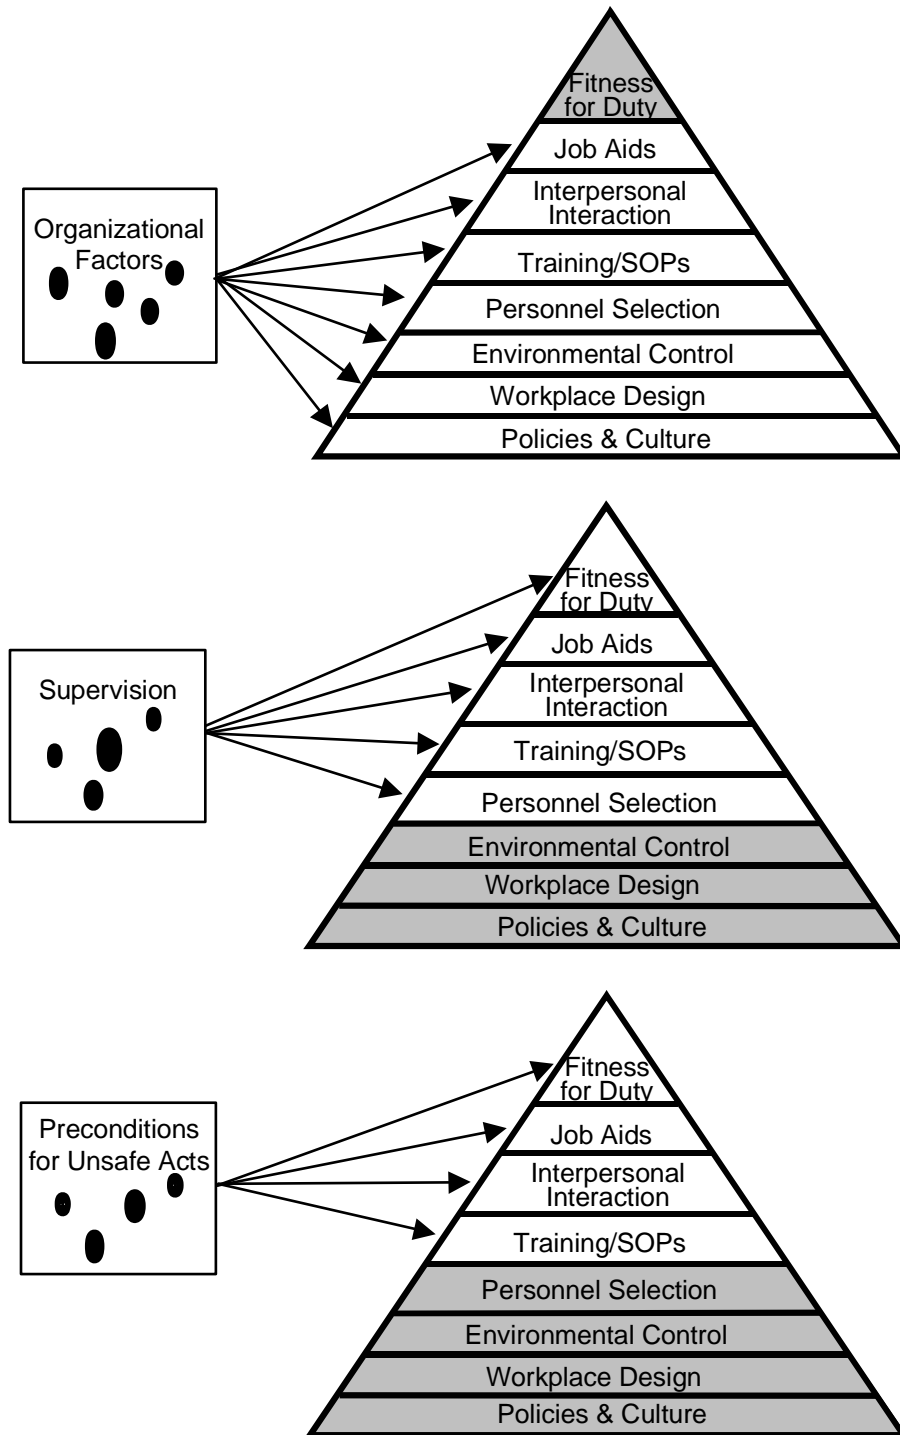 Fitness
for Duty
Job Aids
Interpersonal
Interaction
Training/SOPs
Personnel Selection
Environmental Control
Workplace Design
Policies & Culture
Organizational
Factors
Fitness
for Duty
Job Aids
Interpersonal
Interaction
Training/SOPs
Personnel Selection
Environmental Control
Workplace Design
Policies & Culture
Supervision
Fitness
for Duty
Job Aids
Interpersonal
Interaction
Training/SOPs
Personnel Selection
Environmental Control
Workplace Design
Policies & Culture
Preconditions
for Unsafe Acts